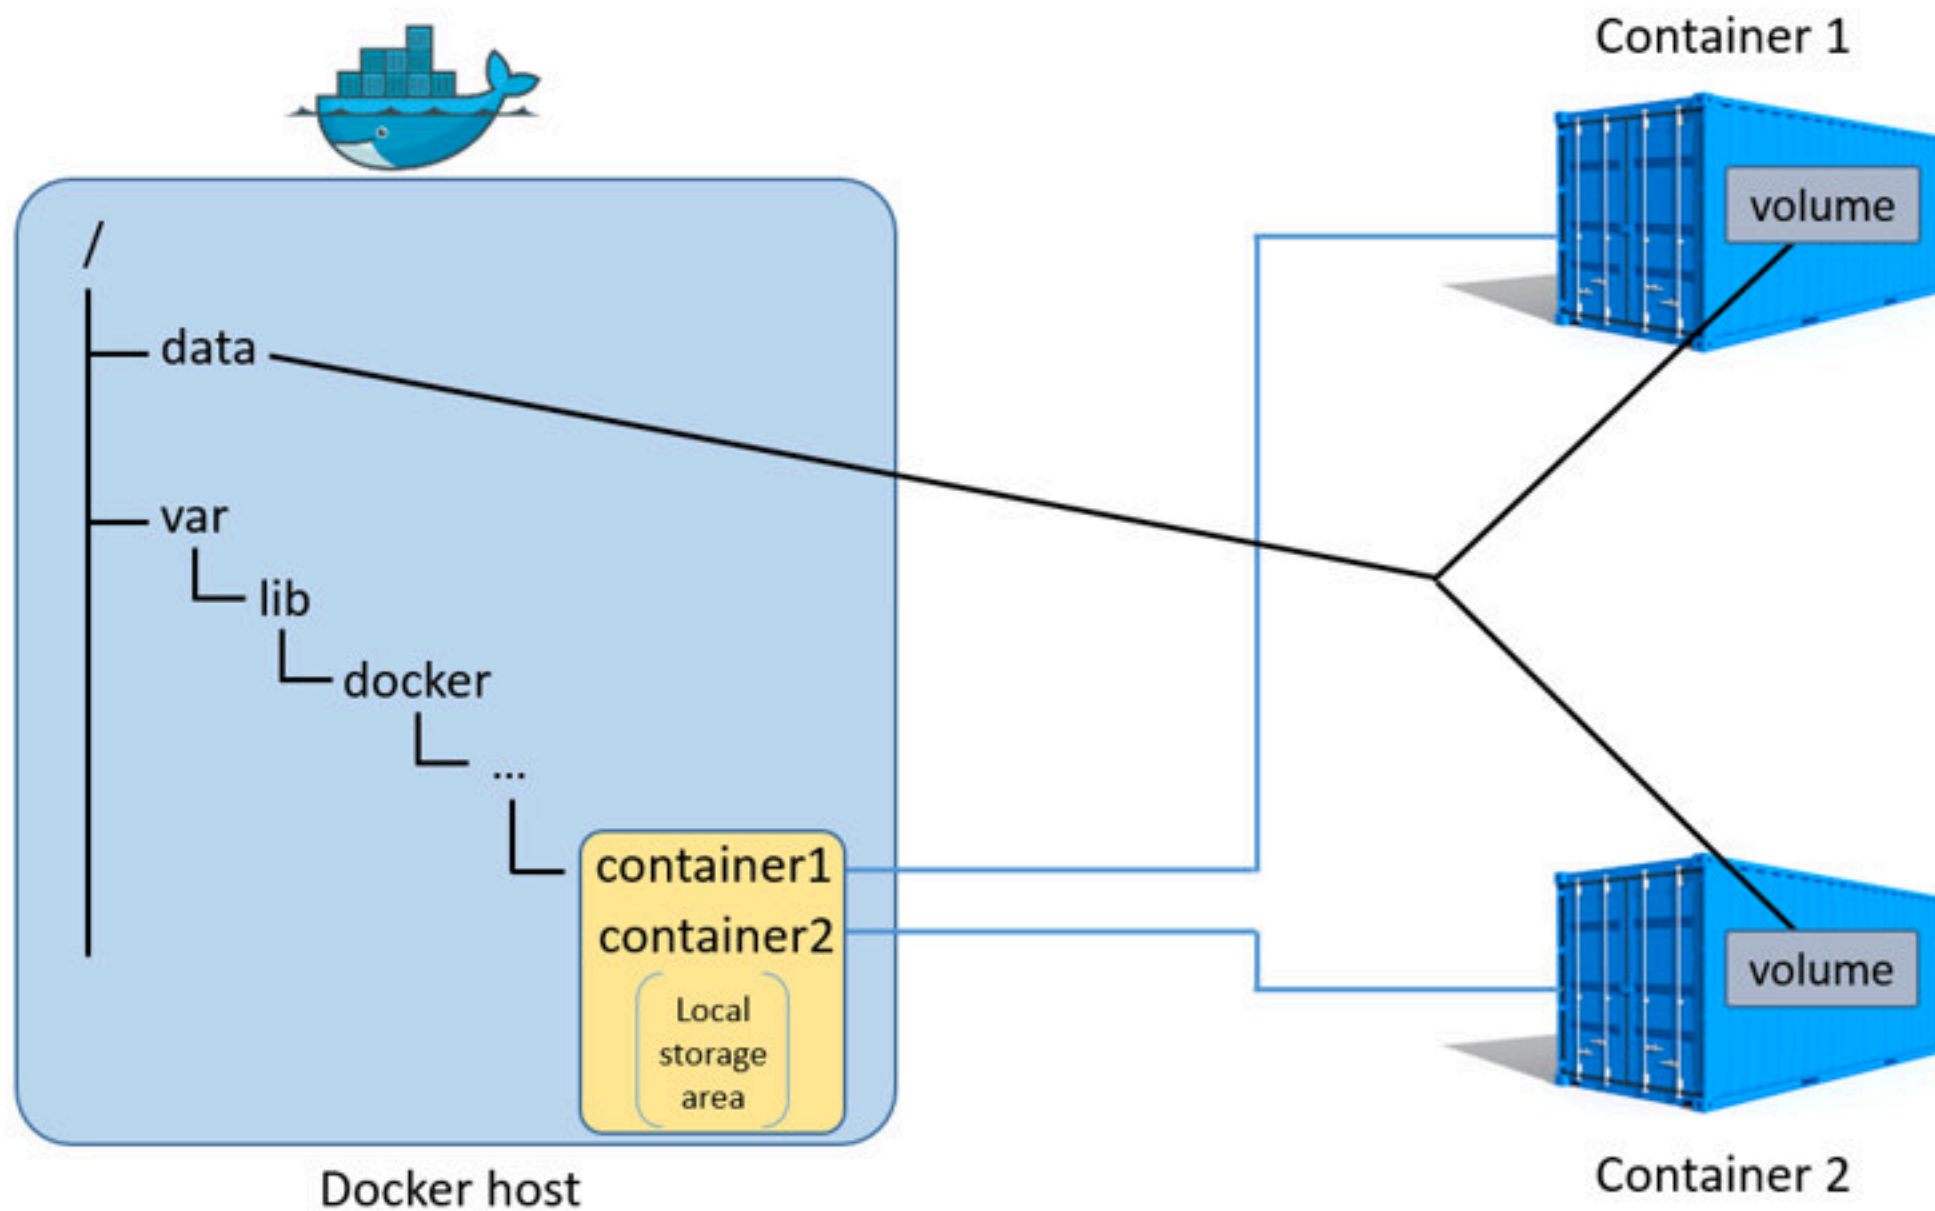 Container 1
volume
/
data
var
lib
docker
...
container1
container2
Local
storage
area
volume
Docker host
Container 2